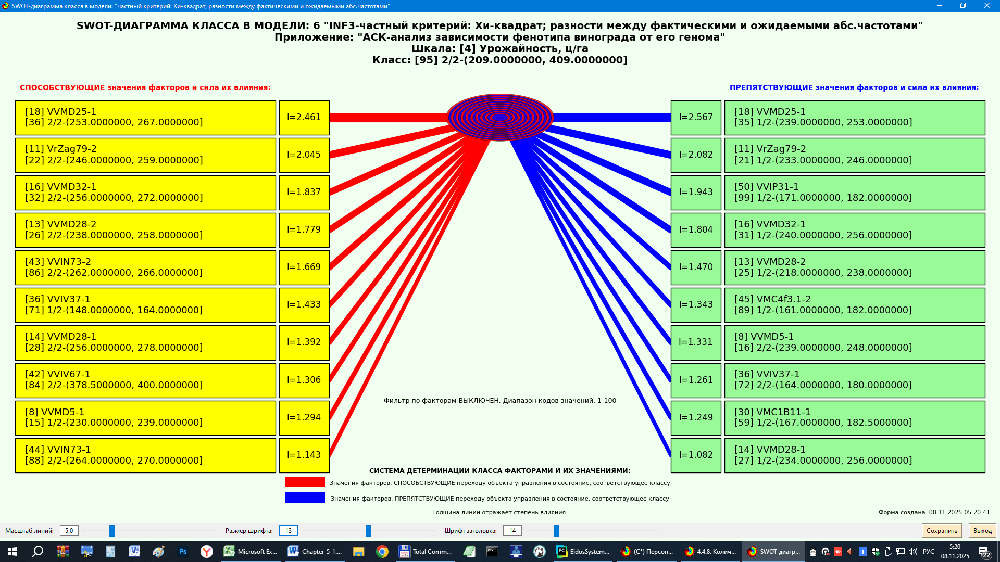 SWOT-диаграмма класса в модели: "частный критерий: Хи-квадрат; разности между фактическими и ожидаемыми абс.частотами"
SWOT-ДИАГРАММА КЛАССА В МОДЕЛИ: 6 "INF3-частный критерий: Хи-квадрат; разности между фактическими и ожидаемыми абс.частотами"
Приложение: "АСК-анализ зависимости фенотипа винограда от его генома"
Шкала: [4] Урожайность, ц/га
Класс: [95] 2/2-(209.0000000, 409.0000000]
СПОСОБСТВУЮЩИЕ значения факторов и сила их влияния:
[18] VVMD25-1
[36] 2/2-(253.0000000, 267.0000000]
I=2.461
[11] VrZag79-2
[22] 2/2-(246.0000000, 259.0000000]
I=2.045
[16] VVMD32-1
[32] 2/2-(256.0000000, 272.0000000]
I=1.837
[13] VVMD28-2
[26] 2/2-(238.0000000, 258.0000000]
I=1.779
[43] VVIN73-2
[86] 2/2-(262.0000000, 266.0000000]
I=1.669
[36] VVIV37-1
[71] 1/2-(148.0000000, 164.0000000]
I=1.433
[14] VVMD28-1
[28] 2/2-(256.0000000, 278.0000000]
I=1.392
[42] VVIV67-1
[84] 2/2-(378.5000000, 400.0000000]
I=1.306
[8] VVMD5-1
[15] 1/2-(230.0000000, 239.0000000]
I=1.294
[44] VVIN73-1
[88] 2/2-(264.0000000, 270.0000000]
I=1.143
ПРЕПЯТСТВУЮЩИЕ значения факторов и сила их влияния:
I=2.567
[18] VVMD25-1
[35] 1/2-(239.0000000, 253.0000000]
I=2.082
[11] VrZag79-2
[21] 1/2-(233.0000000, 246.0000000]
I=1.943
[50] VVIP31-1
[99] 1/2-(171.0000000, 182.0000000]
I=1.804
[16] VVMD32-1
[31] 1/2-(240.0000000, 256.0000000]
I=1.470
[13] VVMD28-2
[25] 1/2-(218.0000000, 238.0000000]
I=1.343
[45] VMC4f3.1-2
[89] 1/2-(161.0000000, 182.0000000]
I=1.331
[8] VVMD5-1
[16] 2/2-(239.0000000, 248.0000000]
I=1.261
[36] VVIV37-1
[72] 2/2-(164.0000000, 180.0000000]
I=1.249
[30] VMC1B11-1
[59] 1/2-(167.0000000, 182.5000000]
I=1.082
[14] VVMD28-1
[27] 1/2-(234.0000000, 256.0000000]
Фильтр по факторам ВЫКЛЮЧЕН. Диапазон кодов значений: 1-100
СИСТЕМА ДЕТЕРМИНАЦИИ КЛАССА ФАКТОРАМИ И ИХ ЗНАЧЕНИЯМИ:
Значения факторов, СПОСОБСТВУЮЩИЕ переходу объекта управления в состояние, соответствующее классу
Значения факторов, ПРЕПЯТСТВУЮЩИЕ переходу объекта управления в состояние, соответствующее классу
Толщина линии отражает степень влияния.
Форма создана: 08.11.2025-05:20:41
Масштаб линий: 5.0 Размер шрифта: 13 Шрифт заголовка: 14 Сохранить Выход
Microsoft Ex... Chapter-5-1.... Total Comm... EidosSystem... (C°) Персон... 4.4.8. Колич... SWOT-диагр... РУС 5:20
08.11.2025
22